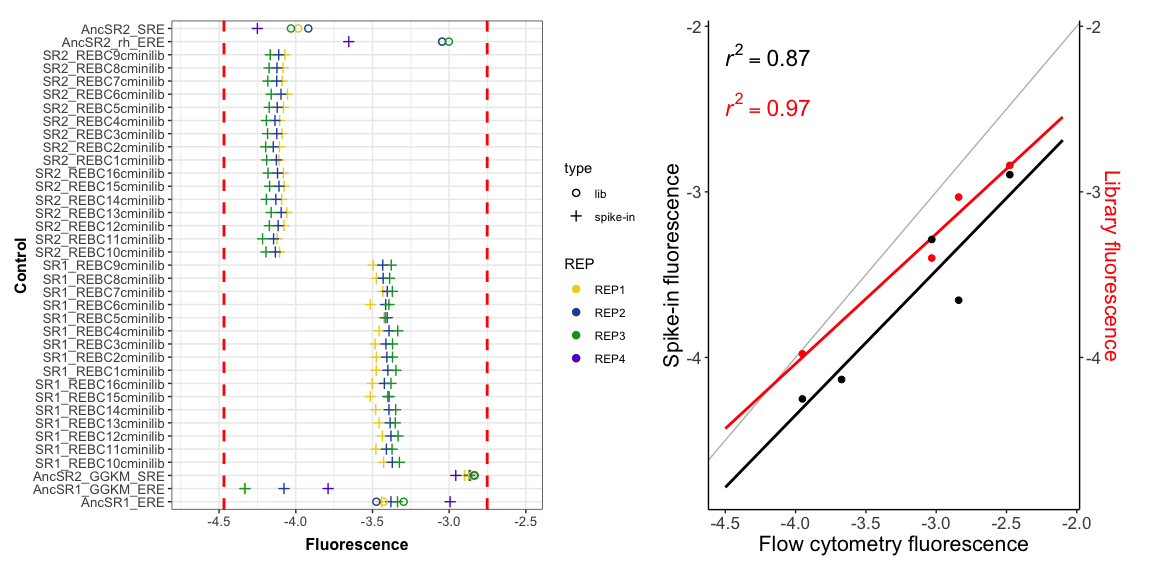 AncSR2_SRE
AncSR2_rh_ERE
SR2_REBC9cminilib
SR2_REBC8cminilib
SR2_REBC7cminilib
SR2_REBC6cminilib
SR2_REBC5cminilib
SR2_REBC4cminilib
SR2_REBC3cminilib
SR2_REBC2cminilib
SR2_REBC1cminilib
SR2_REBC16cminilib
SR2_REBC15cminilib
SR2_REBC14cminilib
SR2_REBC13cminilib
SR2_REBC12cminilib
SR2_REBC11cminilib
SR2_REBC10cminilib
SR1_REBC9cminilib
SR1_REBC8cminilib
SR1_REBC7cminilib
SR1_REBC6cminilib
SR1_REBC5cminilib
SR1_REBC4cminilib
SR1_REBC3cminilib
SR1_REBC2cminilib
SR1_REBC1cminilib
SR1_REBC16cminilib
SR1_REBC15cminilib
SR1_REBC14cminilib
SR1_REBC13cminilib
SR1_REBC12cminilib
SR1_REBC11cminilib
SR1_REBC10cminilib
AncSR2_GGKM_SRE
AncSR1_GGKM_ERE
AncSR1_ERE
Control
-4.5 -4.0 -3.5 -3.0 -2.5
Fluorescence
type
lib
spike-in
REP
REP1
REP2
REP3
REP4
r² = 0.87
r² = 0.97
Spike-in fluorescence
-2
-3
-4
-2
-3
-4
Library fluorescence
-4.5 -4.0 -3.5 -3.0 -2.5 -2.0
Flow cytometry fluorescence